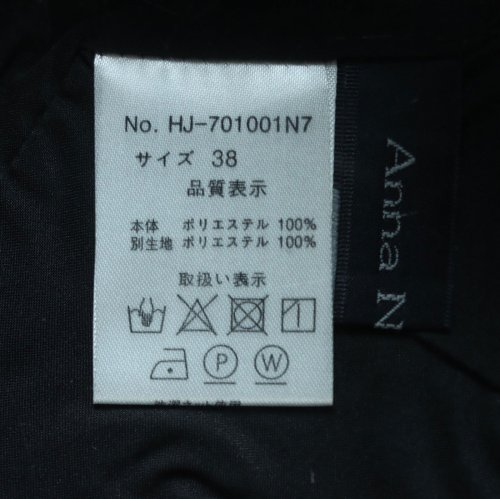 No. HJ-701001N7
サイズ 38
品質表示
本体 ポリエステル 100%
別生地 ポリエステル 100%
取扱い表示
P W
Anna N